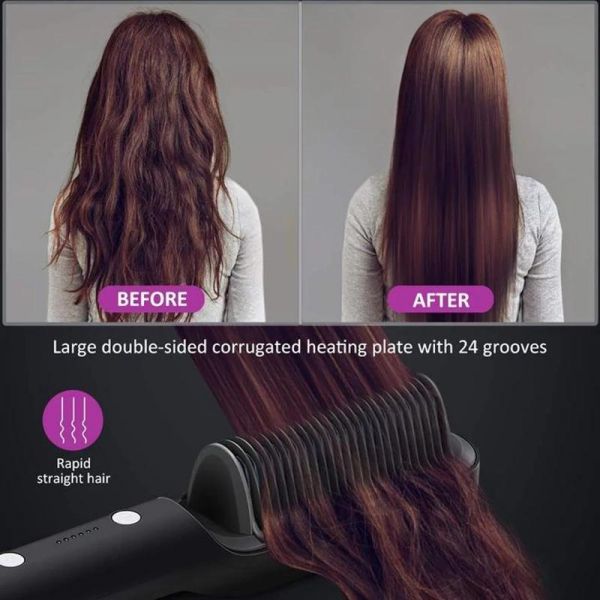 BEFORE
AFTER
Large double-sided corrugated heating plate with 24 grooves
Rapid
straight hair